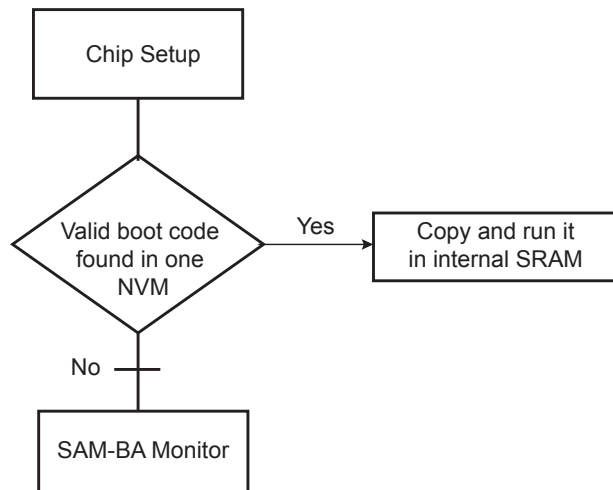 Chip Setup
Valid boot code
found in one
NVM
Yes
Copy and run it
in internal SRAM
No
SAM-BA Monitor